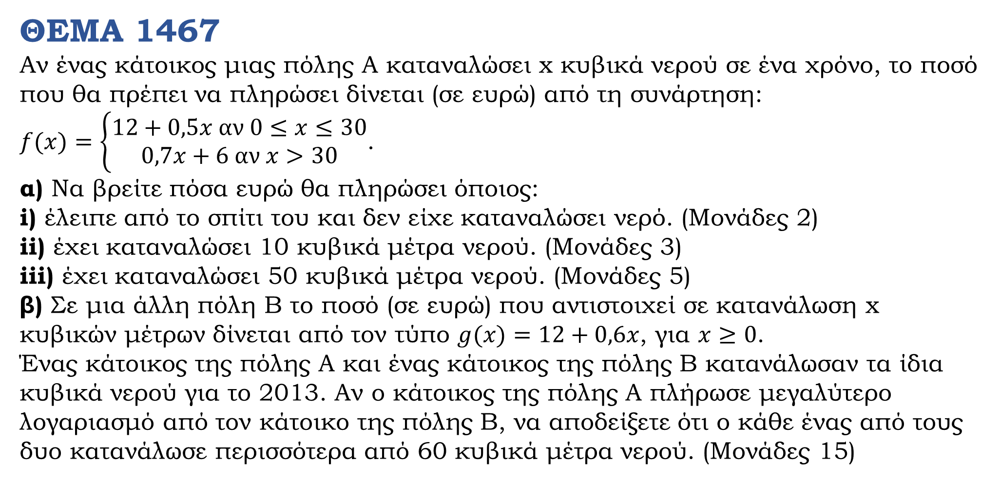 ΘΕΜΑ 1467
Αν ένας κάτοικος μιας πόλης Α καταναλώσει x κυβικά νερού σε ένα χρόνο, το ποσό
που θα πρέπει να πληρώσει δίνεται (σε ευρώ) από τη συνάρτηση:
f(x) = {12 + 0,5x αν 0 ≤ x ≤ 30
0,7x + 6 αν x > 30 .
α) Να βρείτε πόσα ευρώ θα πληρώσει όποιος:
i) έλειπε από το σπίτι του και δεν είχε καταναλώσει νερό. (Μονάδες 2)
ii) έχει καταναλώσει 10 κυβικά μέτρα νερού. (Μονάδες 3)
iii) έχει καταναλώσει 50 κυβικά μέτρα νερού. (Μονάδες 5)
β) Σε μια άλλη πόλη Β το ποσό (σε ευρώ) που αντιστοιχεί σε κατανάλωση x
κυβικών μέτρων δίνεται από τον τύπο g(x) = 12 + 0,6x, για x ≥ 0.
Ένας κάτοικος της πόλης Α και ένας κάτοικος της πόλης Β κατανάλωσαν τα ίδια
κυβικά νερού για το 2013. Αν ο κάτοικος της πόλης Α πλήρωσε μεγαλύτερο
λογαριασμό από τον κάτοικο της πόλης Β, να αποδείξετε ότι ο κάθε ένας από τους
δυο κατανάλωσε περισσότερα από 60 κυβικά μέτρα νερού. (Μονάδες 15)